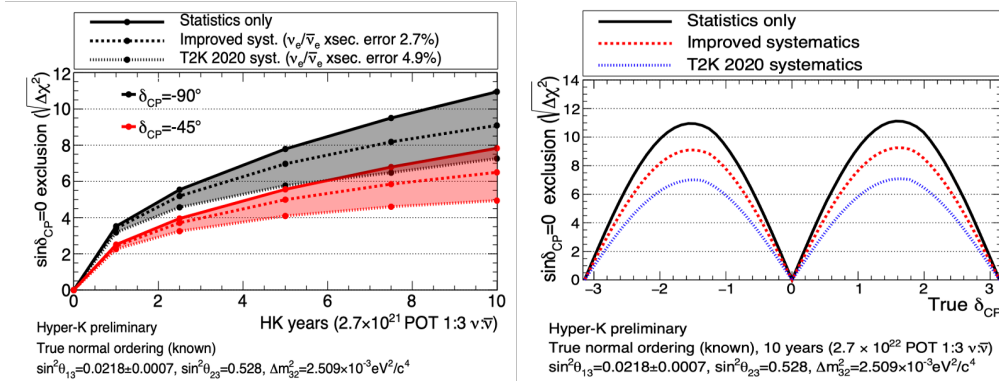 Statistics only
Improved syst. (νe/ν̅e xsec. error 2.7%)
T2K 2020 syst. (νe/ν̅e xsec. error 4.9%)
sinδCP=0 exclusion (√Δχ²)
12
10
8
6
4
2
0
δCP=-90°
δCP=-45°
0 2 4 6 8 10
HK years (2.7×10²¹ POT 1:3 ν:ν̅)
Hyper-K preliminary
True normal ordering (known)
sin²θ13=0.0218±0.0007, sin²θ23=0.528, Δm²32=2.509×10⁻³eV²/c⁴
Statistics only
Improved systematics
T2K 2020 systematics
sinδCP=0 exclusion (√Δχ²)
14
12
10
8
6
4
2
0
−3 −2 −1 0 1 2 3
True δCP
Hyper-K preliminary
True normal ordering (known), 10 years (2.7 × 10²² POT 1:3 ν:ν̅)
sin²θ13=0.0218±0.0007, sin²θ23=0.528, Δm²32=2.509×10⁻³eV²/c⁴